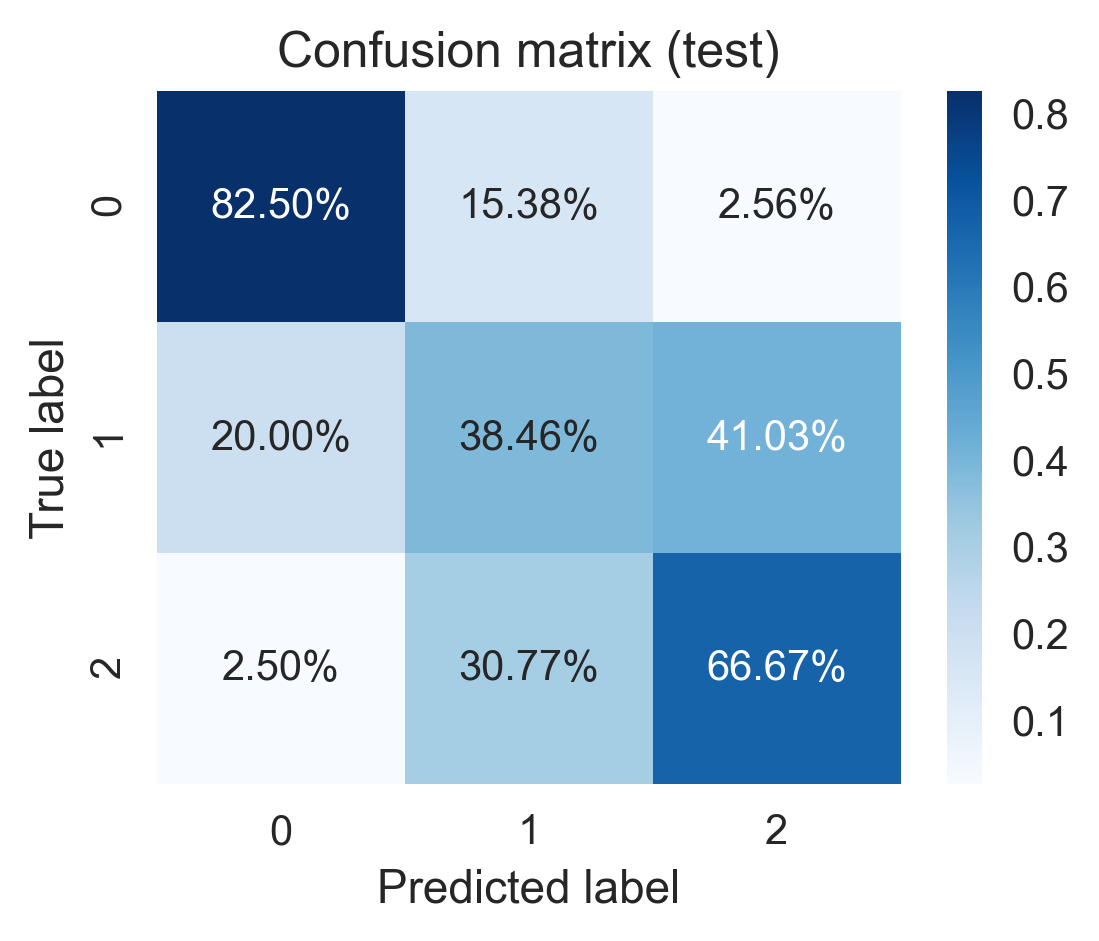 Confusion matrix (test)
True label
0
82.50% 15.38% 2.56%
1
20.00% 38.46% 41.03%
2
2.50% 30.77% 66.67%
0 1 2
Predicted label
0.8
0.7
0.6
0.5
0.4
0.3
0.2
0.1